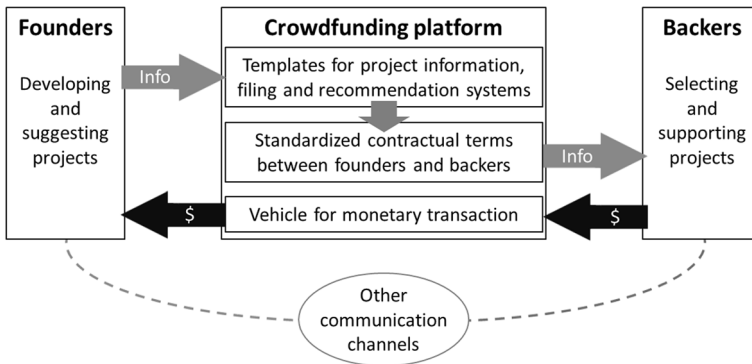 Founders
Developing
and
suggesting
projects
Info
Crowdfunding platform
Templates for project information,
filing and recommendation systems
Standardized contractual terms
between founders and backers
Vehicle for monetary transaction
Info
$
$
Backers
Selecting
and
supporting
projects
Other
communication
channels